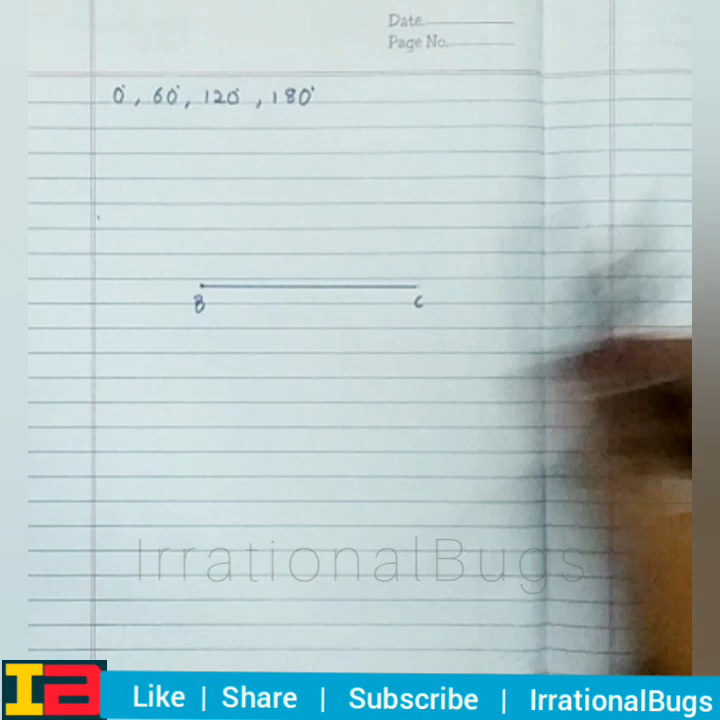 Date.
Page No.
0°, 60°, 120°, 180°
B C
IrrationalBugs
IB
Like | Share | Subscribe | IrrationalBugs